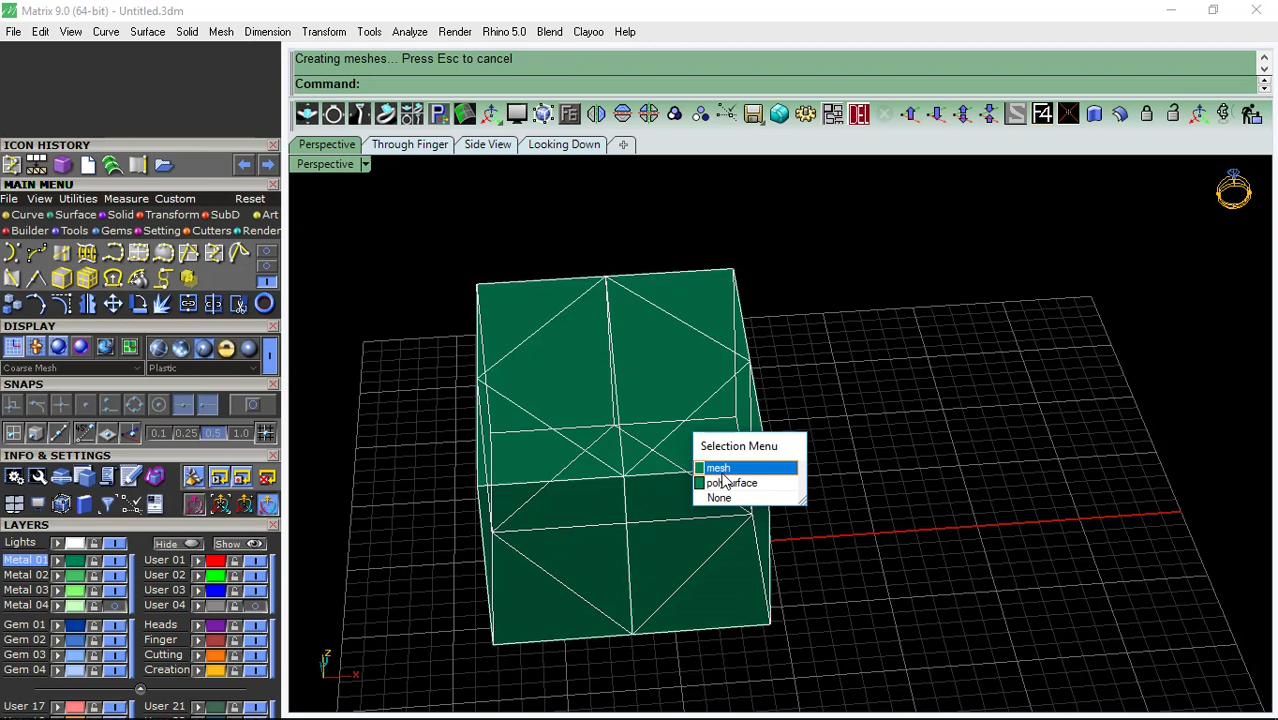 Matrix 9.0 (64-bit) - Untitled.3dm
File Edit View Curve Surface Solid Mesh Dimension Transform Tools Analyze Render Rhino 5.0 Blend Clayoo Help
Creating meshes... Press Esc to cancel
Command:
Perspective Through Finger Side View Looking Down
Perspective
ICON HISTORY
MAIN MENU
File View Utilities Measure Custom Reset
Curve Surface Solid Transform SubD Art
Builder Tools Gems Setting Cutters Render
DISPLAY
Coarse Mesh Plastic
SNAPS
0.1 0.25 0.5 1.0
INFO & SETTINGS
LAYERS
Lights Hide Show
Metal 01 User 01
Metal 02 User 02
Metal 03 User 03
Metal 04 User 04
Gem 01 Heads
Gem 02 Finger
Gem 03 Cutting
Gem 04 Creation
User 17 User 21
Selection Menu
mesh
polysurface
None
F4
DEL
z
y
x